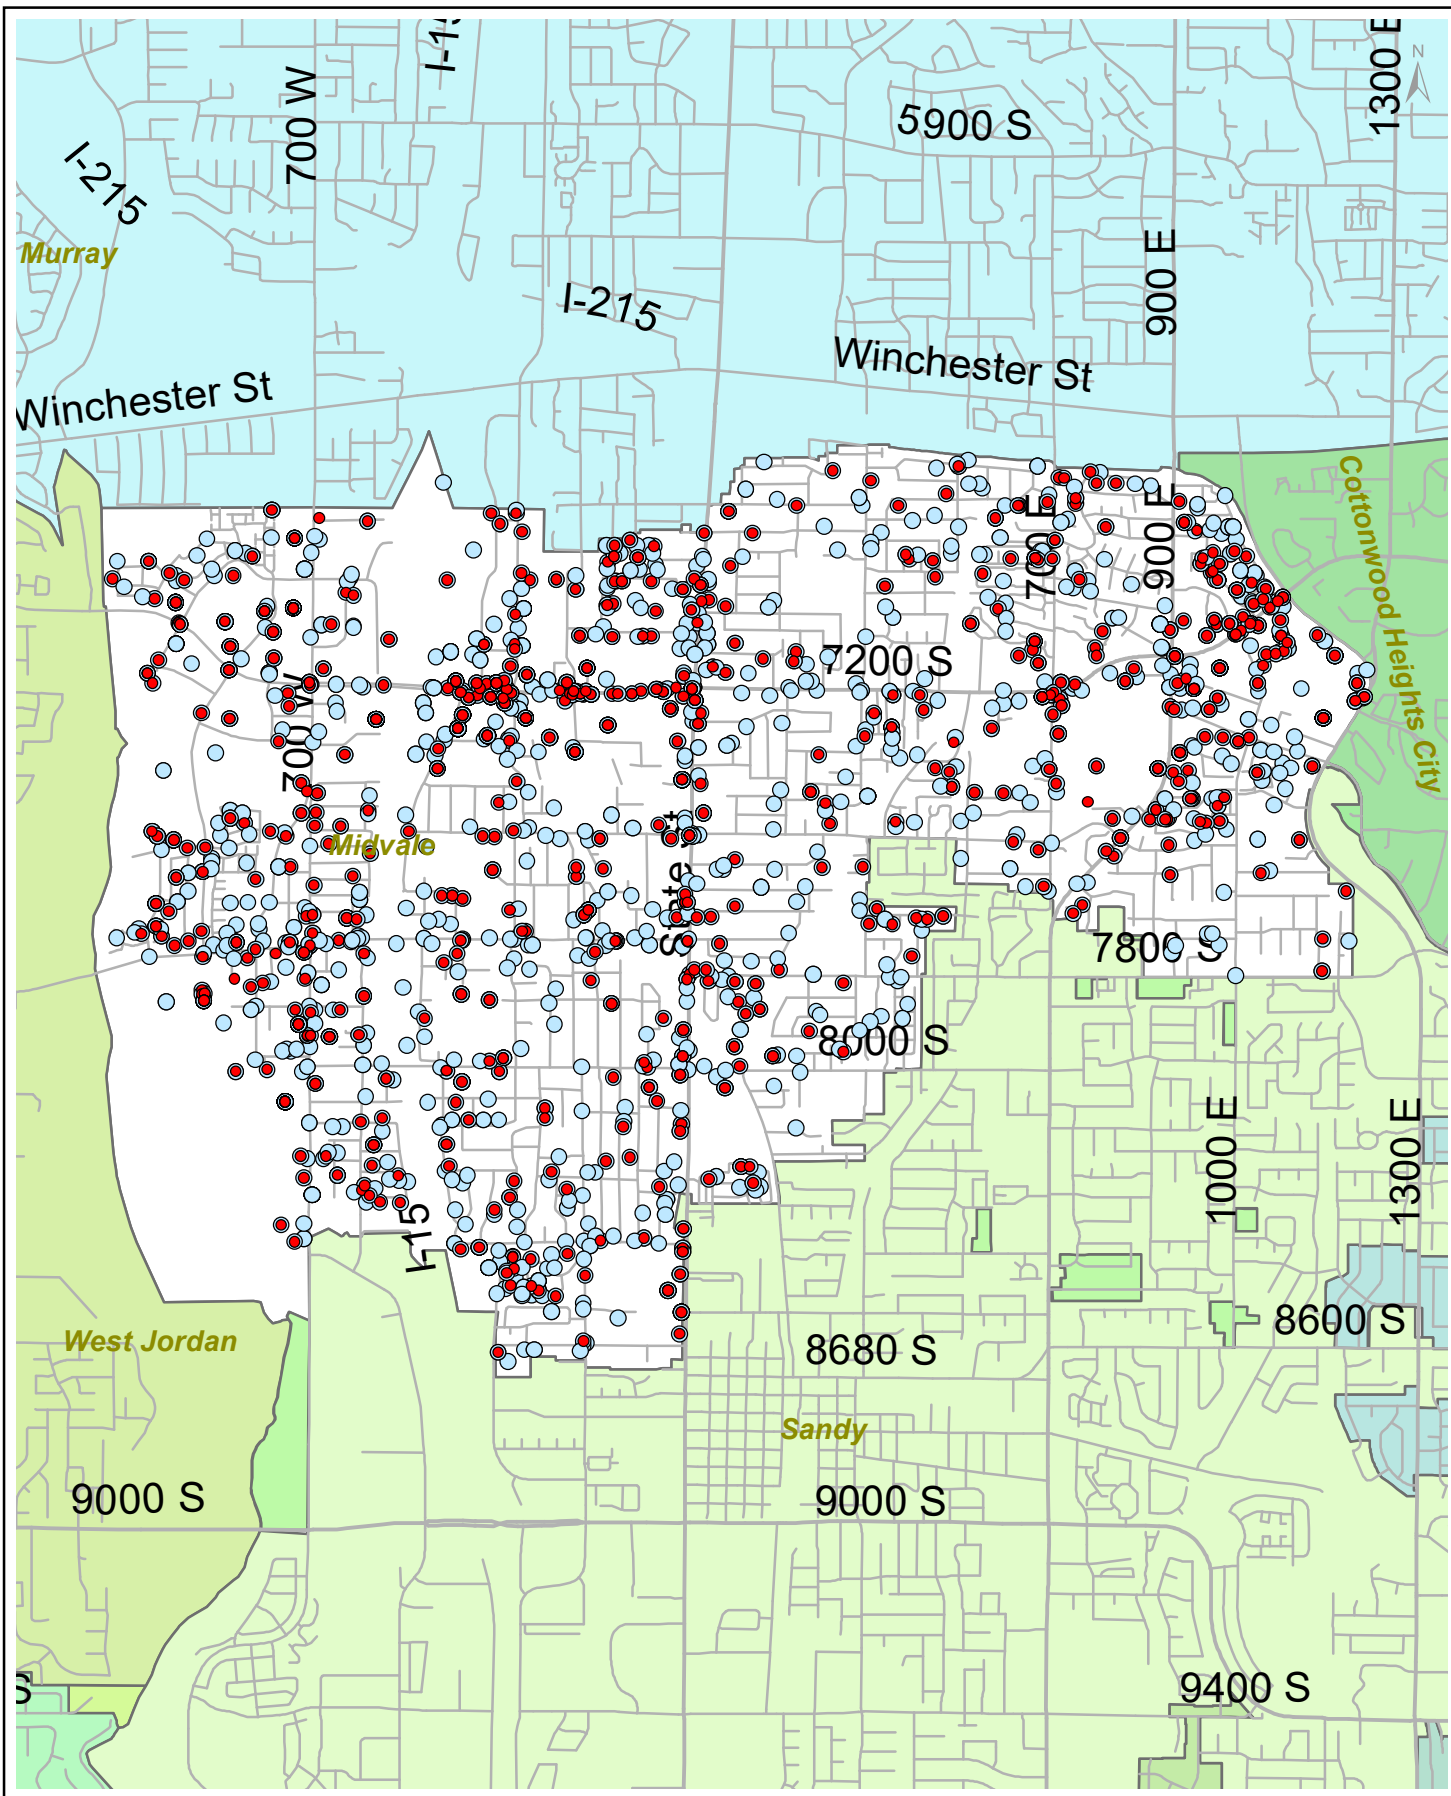 I-15
1300 E
N
700 W
5900 S
I-215
Murray
900 E
I-215
Winchester St
Winchester St
Cottonwood Heights City
700 E
900 E
7200 S
700 W
State St
Midvale
7800 S
8000 S
1000 E
1300 E
I-15
8600 S
West Jordan
8680 S
Sandy
9000 S
9000 S
S
9400 S